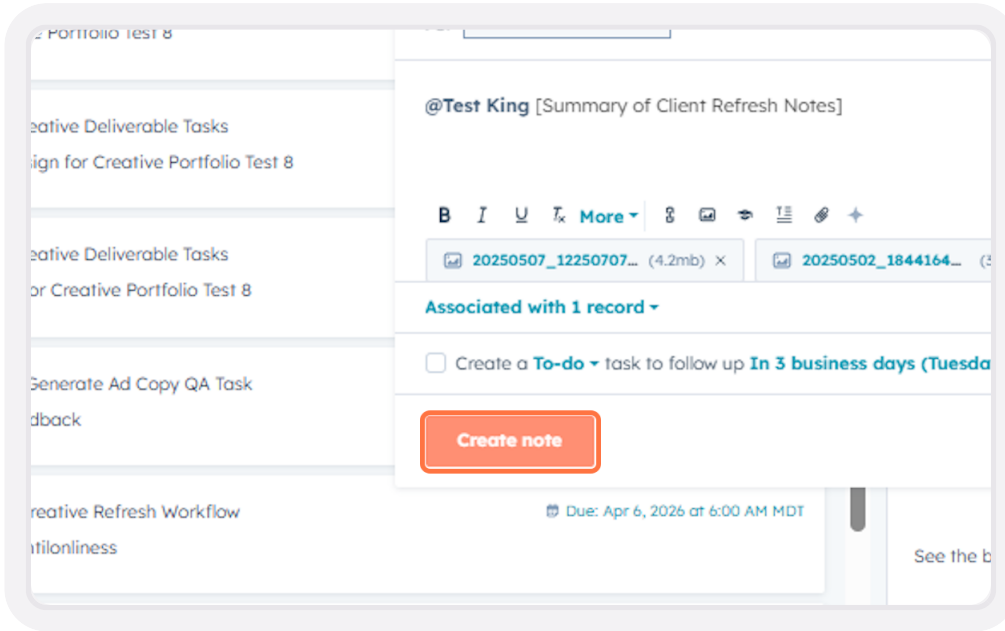 Portfolio Test 8
@Test King [Summary of Client Refresh Notes]
eative Deliverable Tasks
ign for Creative Portfolio Test 8
B I U Tx More
20250507_12250707... (4.2mb) ×
20250502_1844164...
eative Deliverable Tasks
or Creative Portfolio Test 8
Associated with 1 record
Create a To-do task to follow up In 3 business days (Tuesda
Generate Ad Copy QA Task
dback
Create note
reative Refresh Workflow
ntilonliness
Due: Apr 6, 2026 at 6:00 AM MDT
See the b